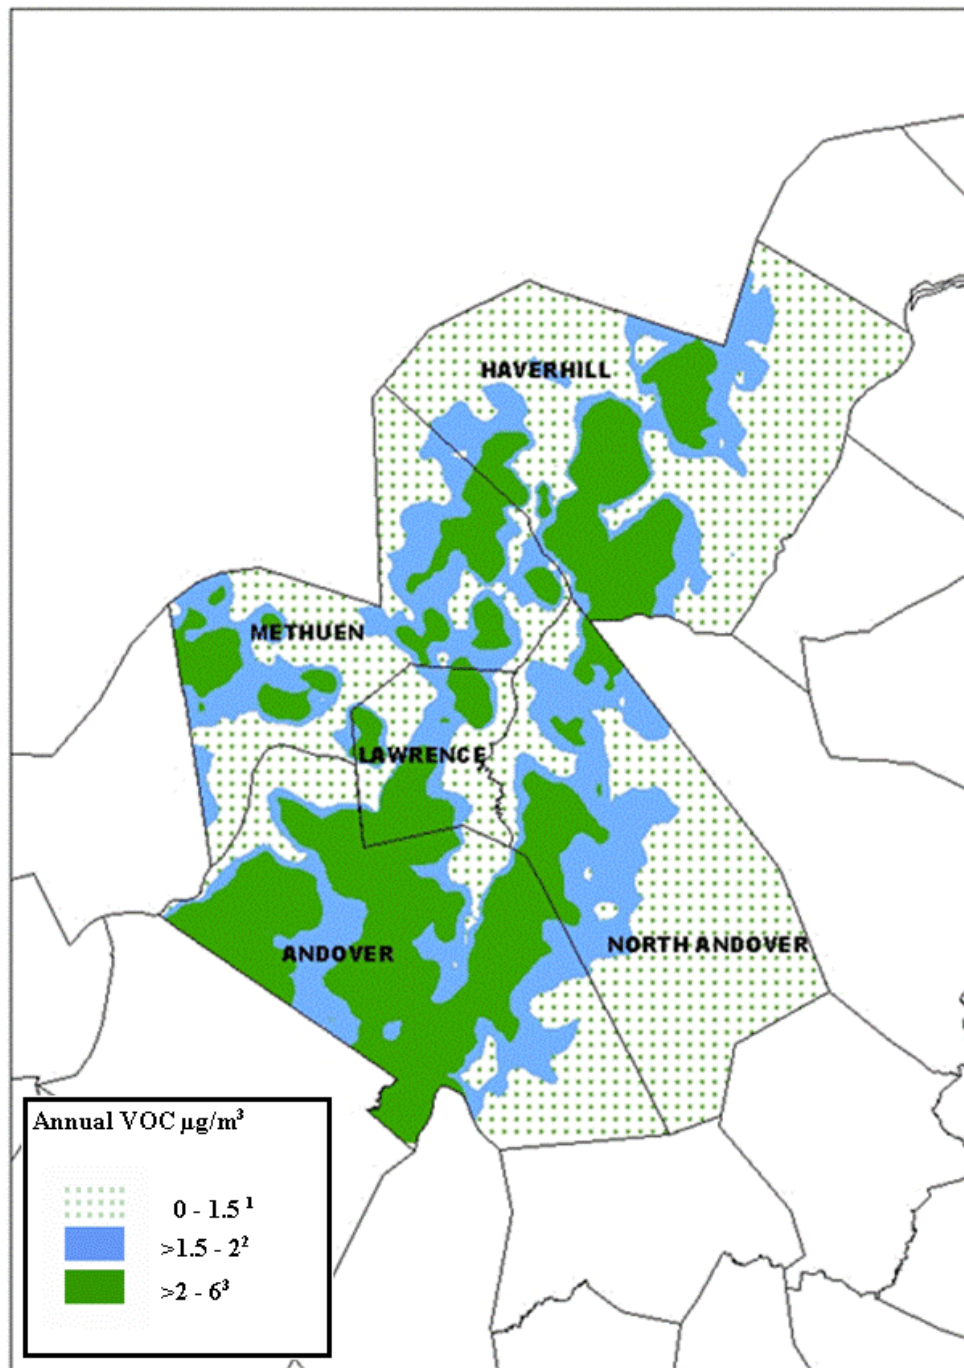 HAVERHILL
METHUEN
LAWRENCE
ANDOVER
NORTH ANDOVER
Annual VOC µg/m³
0 - 1.5 ¹
>1.5 - 2²
>2 - 6³